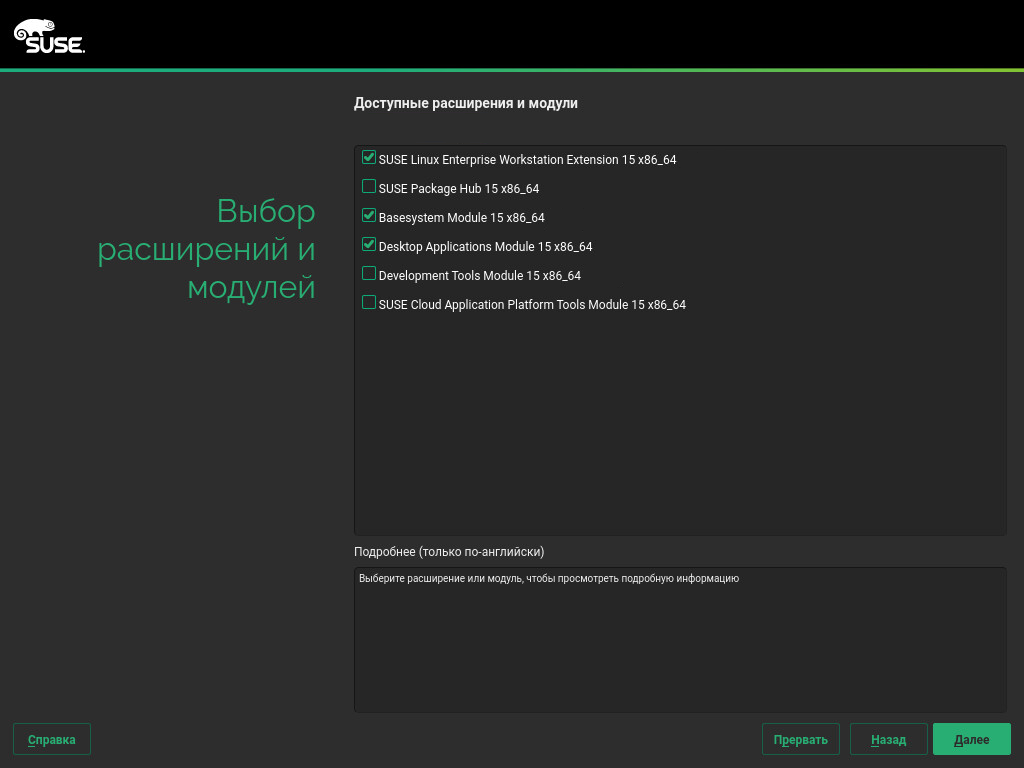 SUSE.
Доступные расширения и модули
Выбор
расширений и
модулей
SUSE Linux Enterprise Workstation Extension 15 x86_64
SUSE Package Hub 15 x86_64
Basesystem Module 15 x86_64
Desktop Applications Module 15 x86_64
Development Tools Module 15 x86_64
SUSE Cloud Application Platform Tools Module 15 x86_64
Подробнее (только по-английски)
Выберите расширение или модуль, чтобы просмотреть подробную информацию
Справка
Прервать
Назад
Далее